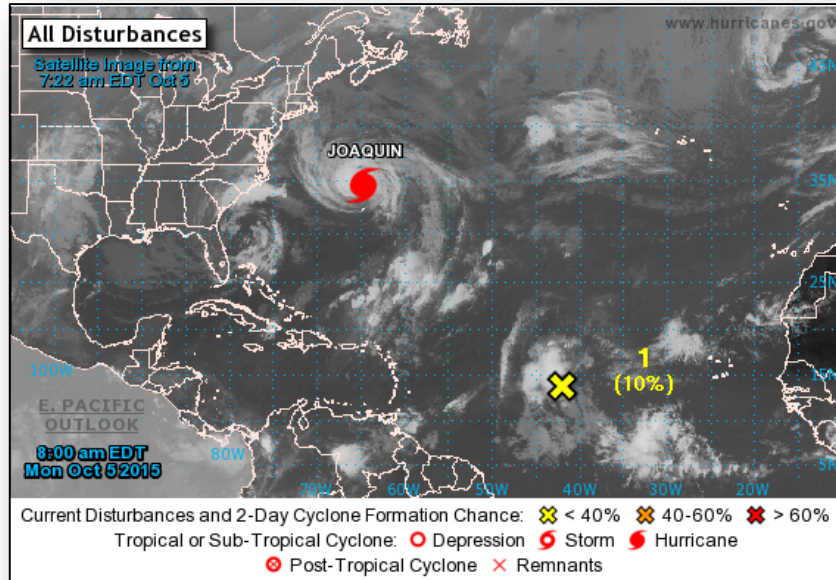 All Disturbances
www.hurricanes.gov
Satellite Image from
7:22 am EDT Oct 5
45N
JOAQUIN
35N
25N
1
(10%)
100W
15N
E. PACIFIC
OUTLOOK
8:00 am EDT
Mon Oct 5 2015
80W
5N
70W 60W 50W 40W 30W 20W
Current Disturbances and 2-Day Cyclone Formation Chance: < 40% 40-60% > 60%
Tropical or Sub-Tropical Cyclone: Depression Storm Hurricane
Post-Tropical Cyclone Remnants